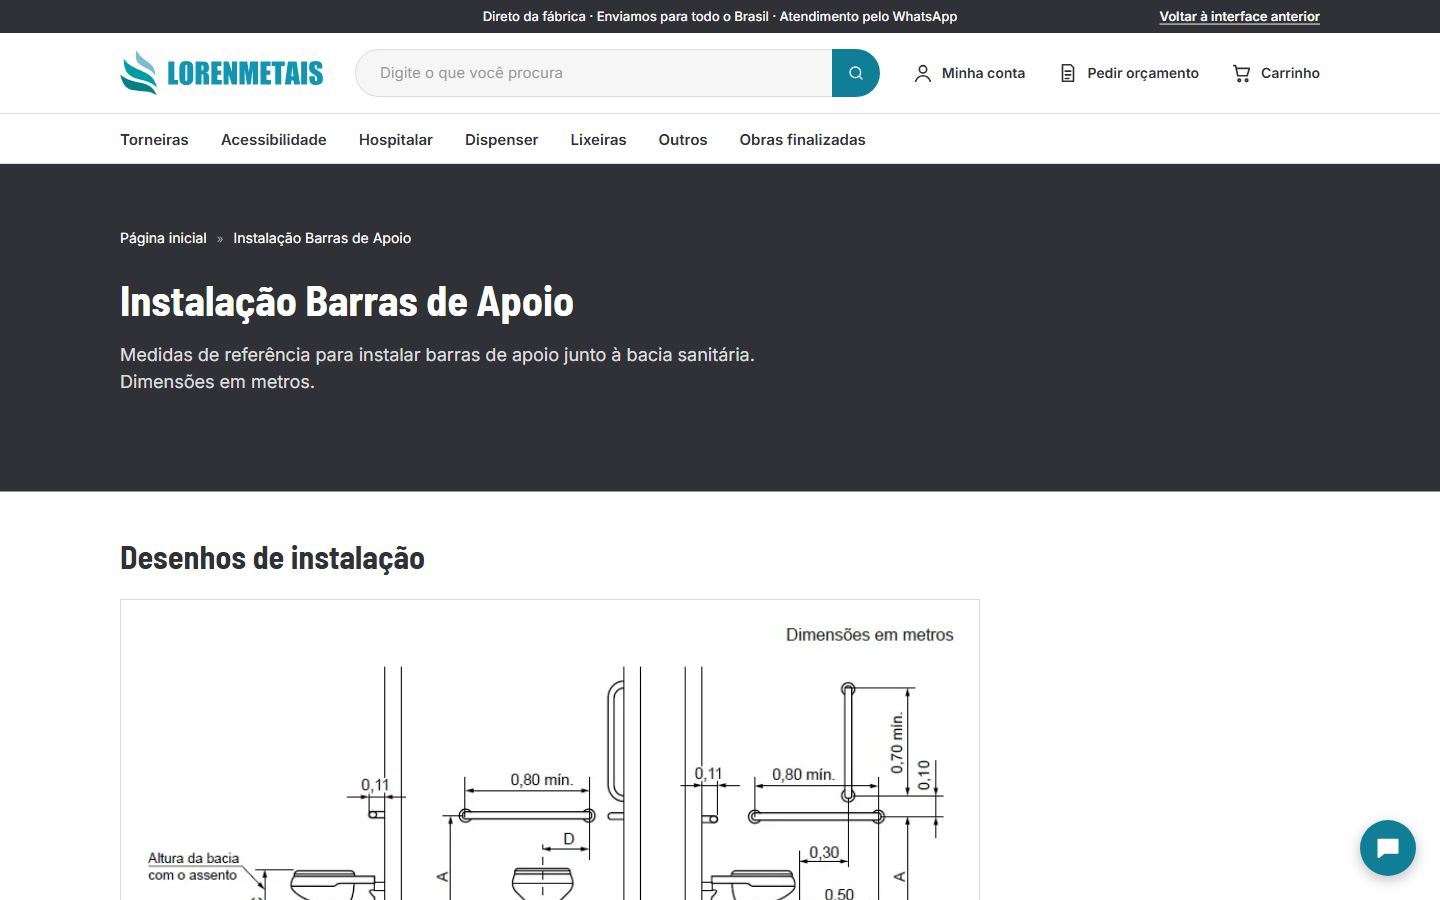 Direto da fábrica · Enviamos para todo o Brasil · Atendimento pelo WhatsApp
Voltar à interface anterior
LORENMETAIS
Digite o que você procura
Minha conta
Pedir orçamento
Carrinho
Torneiras
Acessibilidade
Hospitalar
Dispenser
Lixeiras
Outros
Obras finalizadas
Página inicial » Instalação Barras de Apoio
Instalação Barras de Apoio
Medidas de referência para instalar barras de apoio junto à bacia sanitária.
Dimensões em metros.
Desenhos de instalação
Dimensões em metros
0,11
0,80 mín.
0,11
0,80 mín.
0,70 mín.
0,10
D
0,30
Altura da bacia
com o assento
A
A
0,50